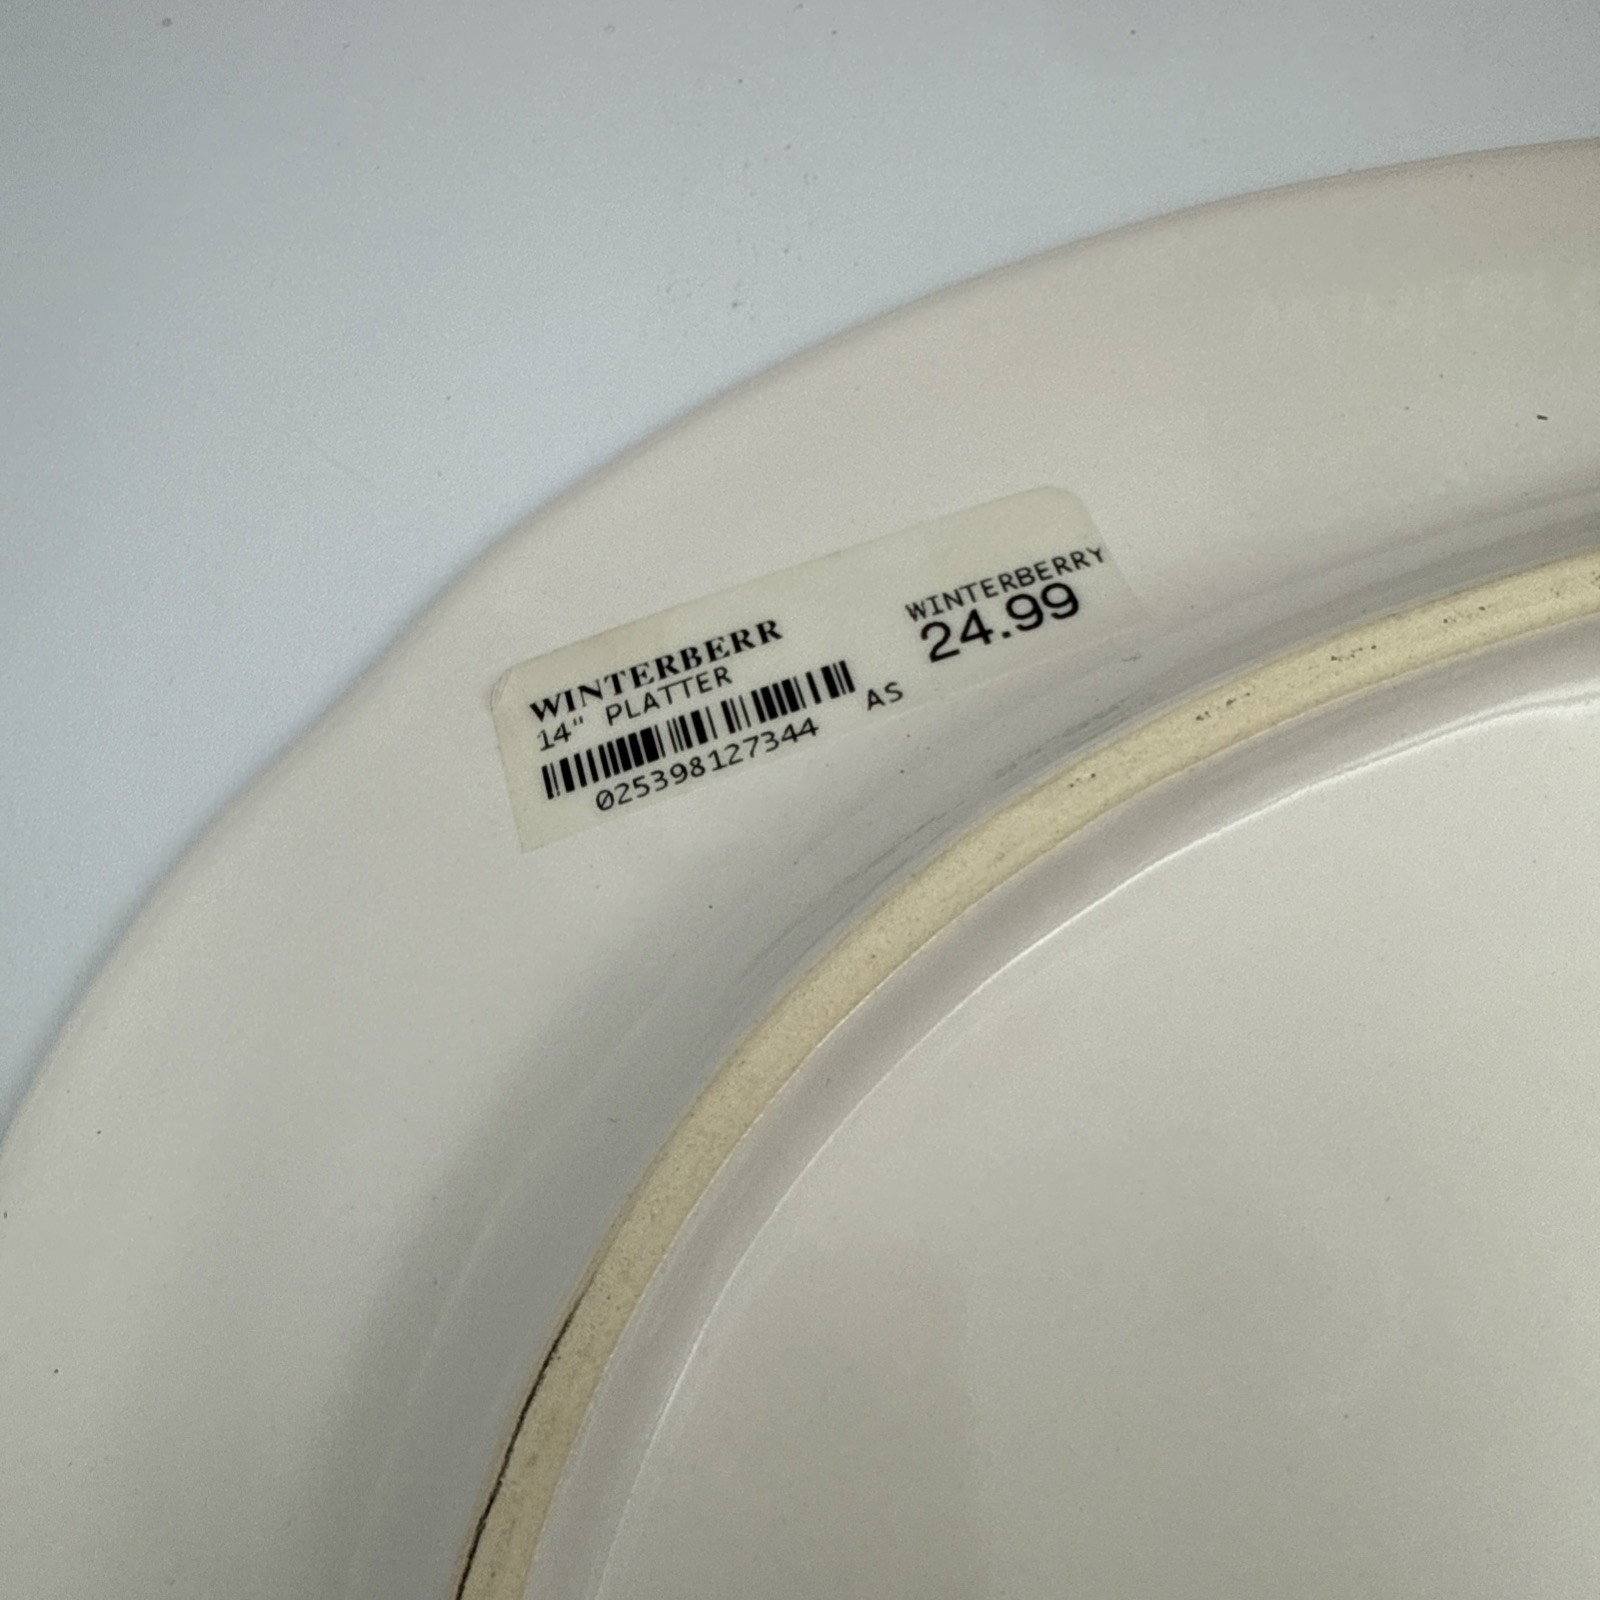 WINTERBERR
14" PLATTER
025398127344
AS
WINTERBERRY
24.99